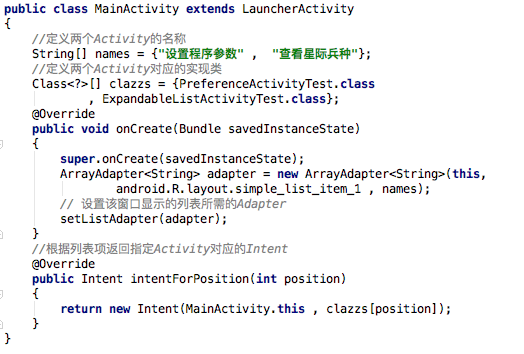 public class MainActivity extends LauncherActivity
{
    //定义两个Activity的名称
    String[] names = {"设置程序参数" ,  "查看星际兵种"};
    //定义两个Activity对应的实现类
    Class<?>[] clazzs = {PreferenceActivityTest.class
            , ExpandableListActivityTest.class};
    @Override
    public void onCreate(Bundle savedInstanceState)
    {
        super.onCreate(savedInstanceState);
        ArrayAdapter<String> adapter = new ArrayAdapter<String>(this,
                android.R.layout.simple_list_item_1 , names);
        // 设置该窗口显示的列表所需的Adapter
        setListAdapter(adapter);
    }
    //根据列表项返回指定Activity对应的Intent
    @Override
    public Intent intentForPosition(int position)
    {
        return new Intent(MainActivity.this , clazzs[position]);
    }
}